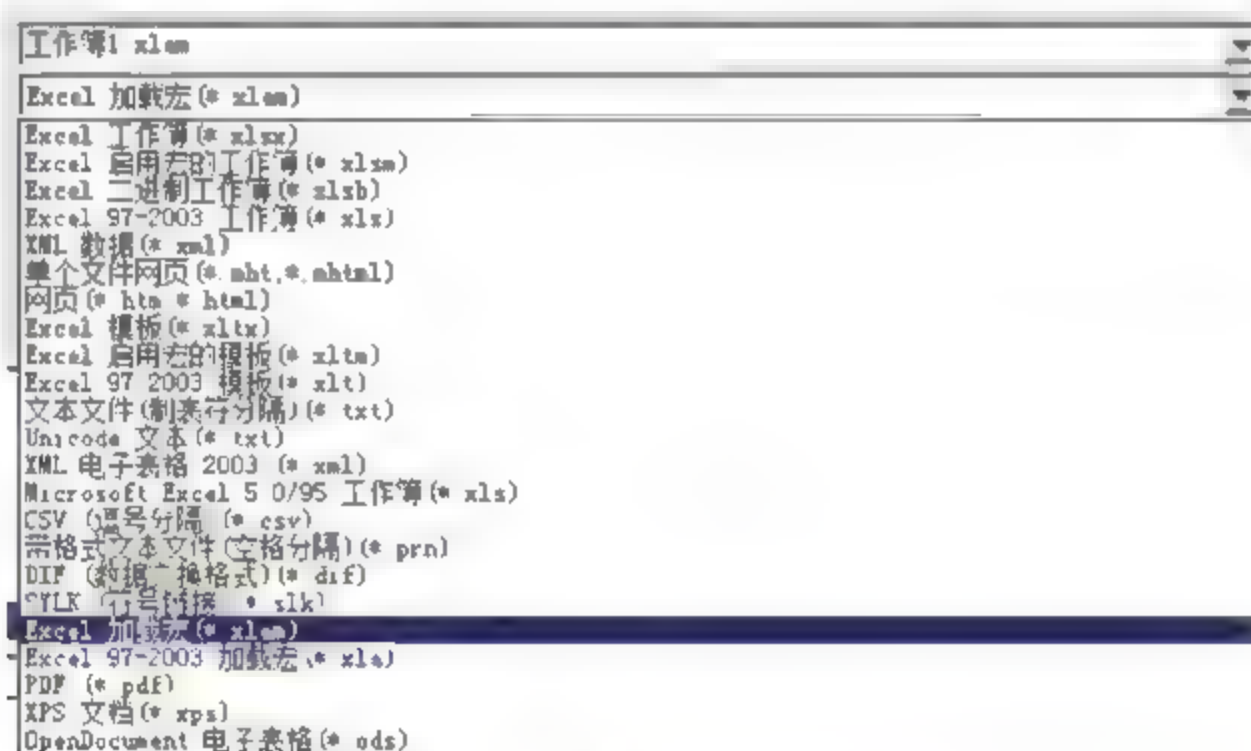 工作簿1 xlam
Excel 加载宏(* xlam)
Excel 工作簿(* xlsx)
Excel 启用宏的工作簿(* xlsm)
Excel 二进制工作簿(* xlsb)
Excel 97-2003 工作簿(* xls)
XML 数据(* xml)
单个文件网页(*.mht,*.mhtml)
网页(* htm * html)
Excel 模板(* xltx)
Excel 启用宏的模板(* xltm)
Excel 97 2003 模板(* xlt)
文本文件(制表符分隔)(* txt)
Unicode 文本(* txt)
XML 电子表格 2003 (* xml)
Microsoft Excel 5 0/95 工作簿(* xls)
CSV (逗号分隔 (* csv)
带格式文本文件(空格分隔)(* prn)
DIF (数据交换格式)(* dif)
SYLK (符号链接 * slk)
Excel 加载宏(* xlam)
Excel 97-2003 加载宏(* xla)
PDF (* pdf)
XPS 文档(* xps)
OpenDocument 电子表格(* ods)